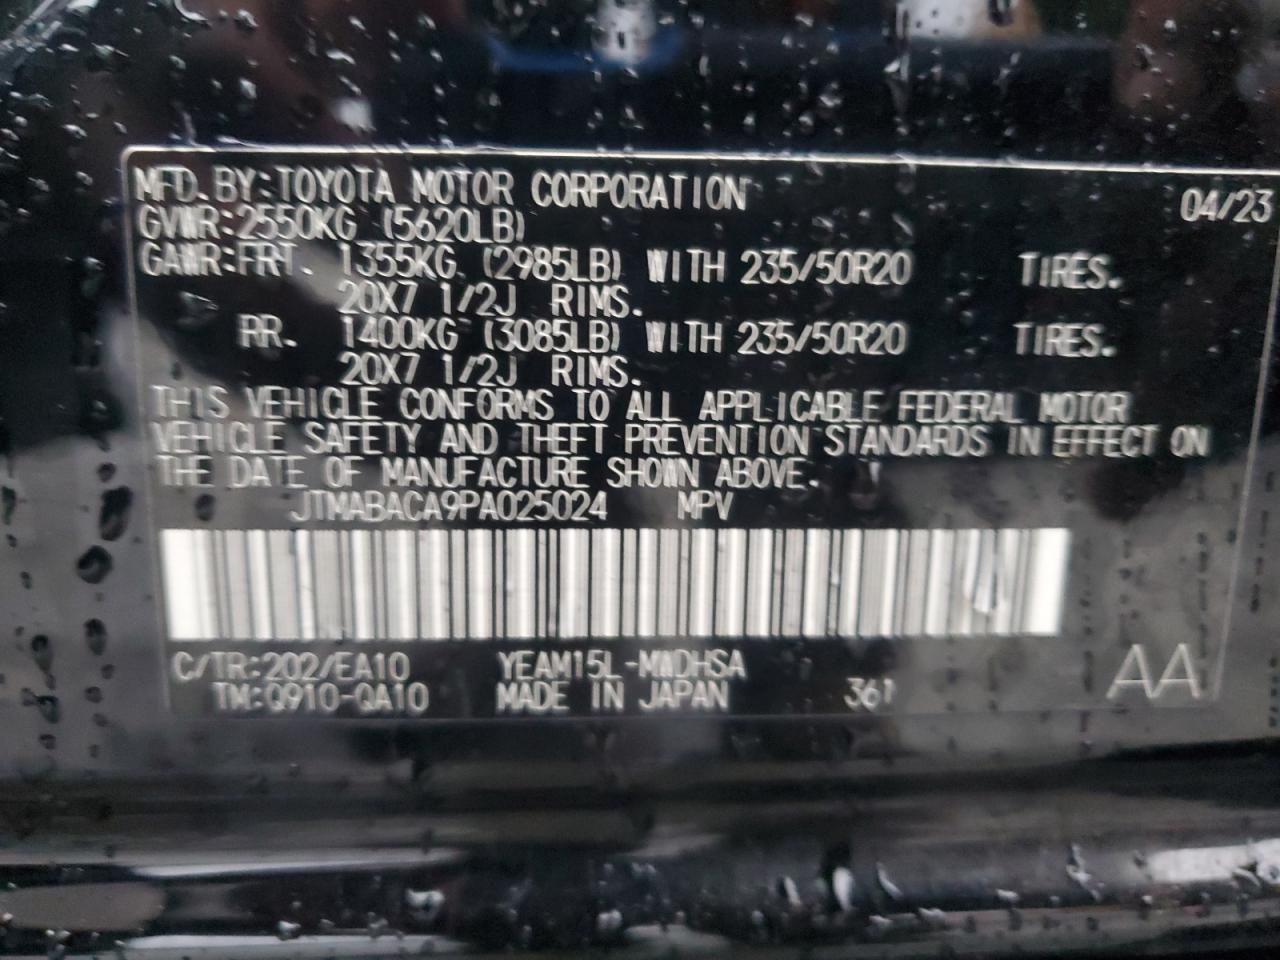 MFD. BY: TOYOTA MOTOR CORPORATION 04/23
GVWR: 2550KG (5620LB)
GAWR: FRT. 1355KG (2985LB) WITH 235/50R20 TIRES.
20X7 1/2J RIMS.
RR. 1400KG (3085LB) WITH 235/50R20 TIRES.
20X7 1/2J RIMS.
THIS VEHICLE CONFORMS TO ALL APPLICABLE FEDERAL MOTOR
VEHICLE SAFETY AND THEFT PREVENTION STANDARDS IN EFFECT ON
THE DATE OF MANUFACTURE SHOWN ABOVE.
JTMABACA9PA025024 MPV
C/TR: 202/EA10 YEAM15L-MWDHSA
TM: Q910-QA10 MADE IN JAPAN 361 AA